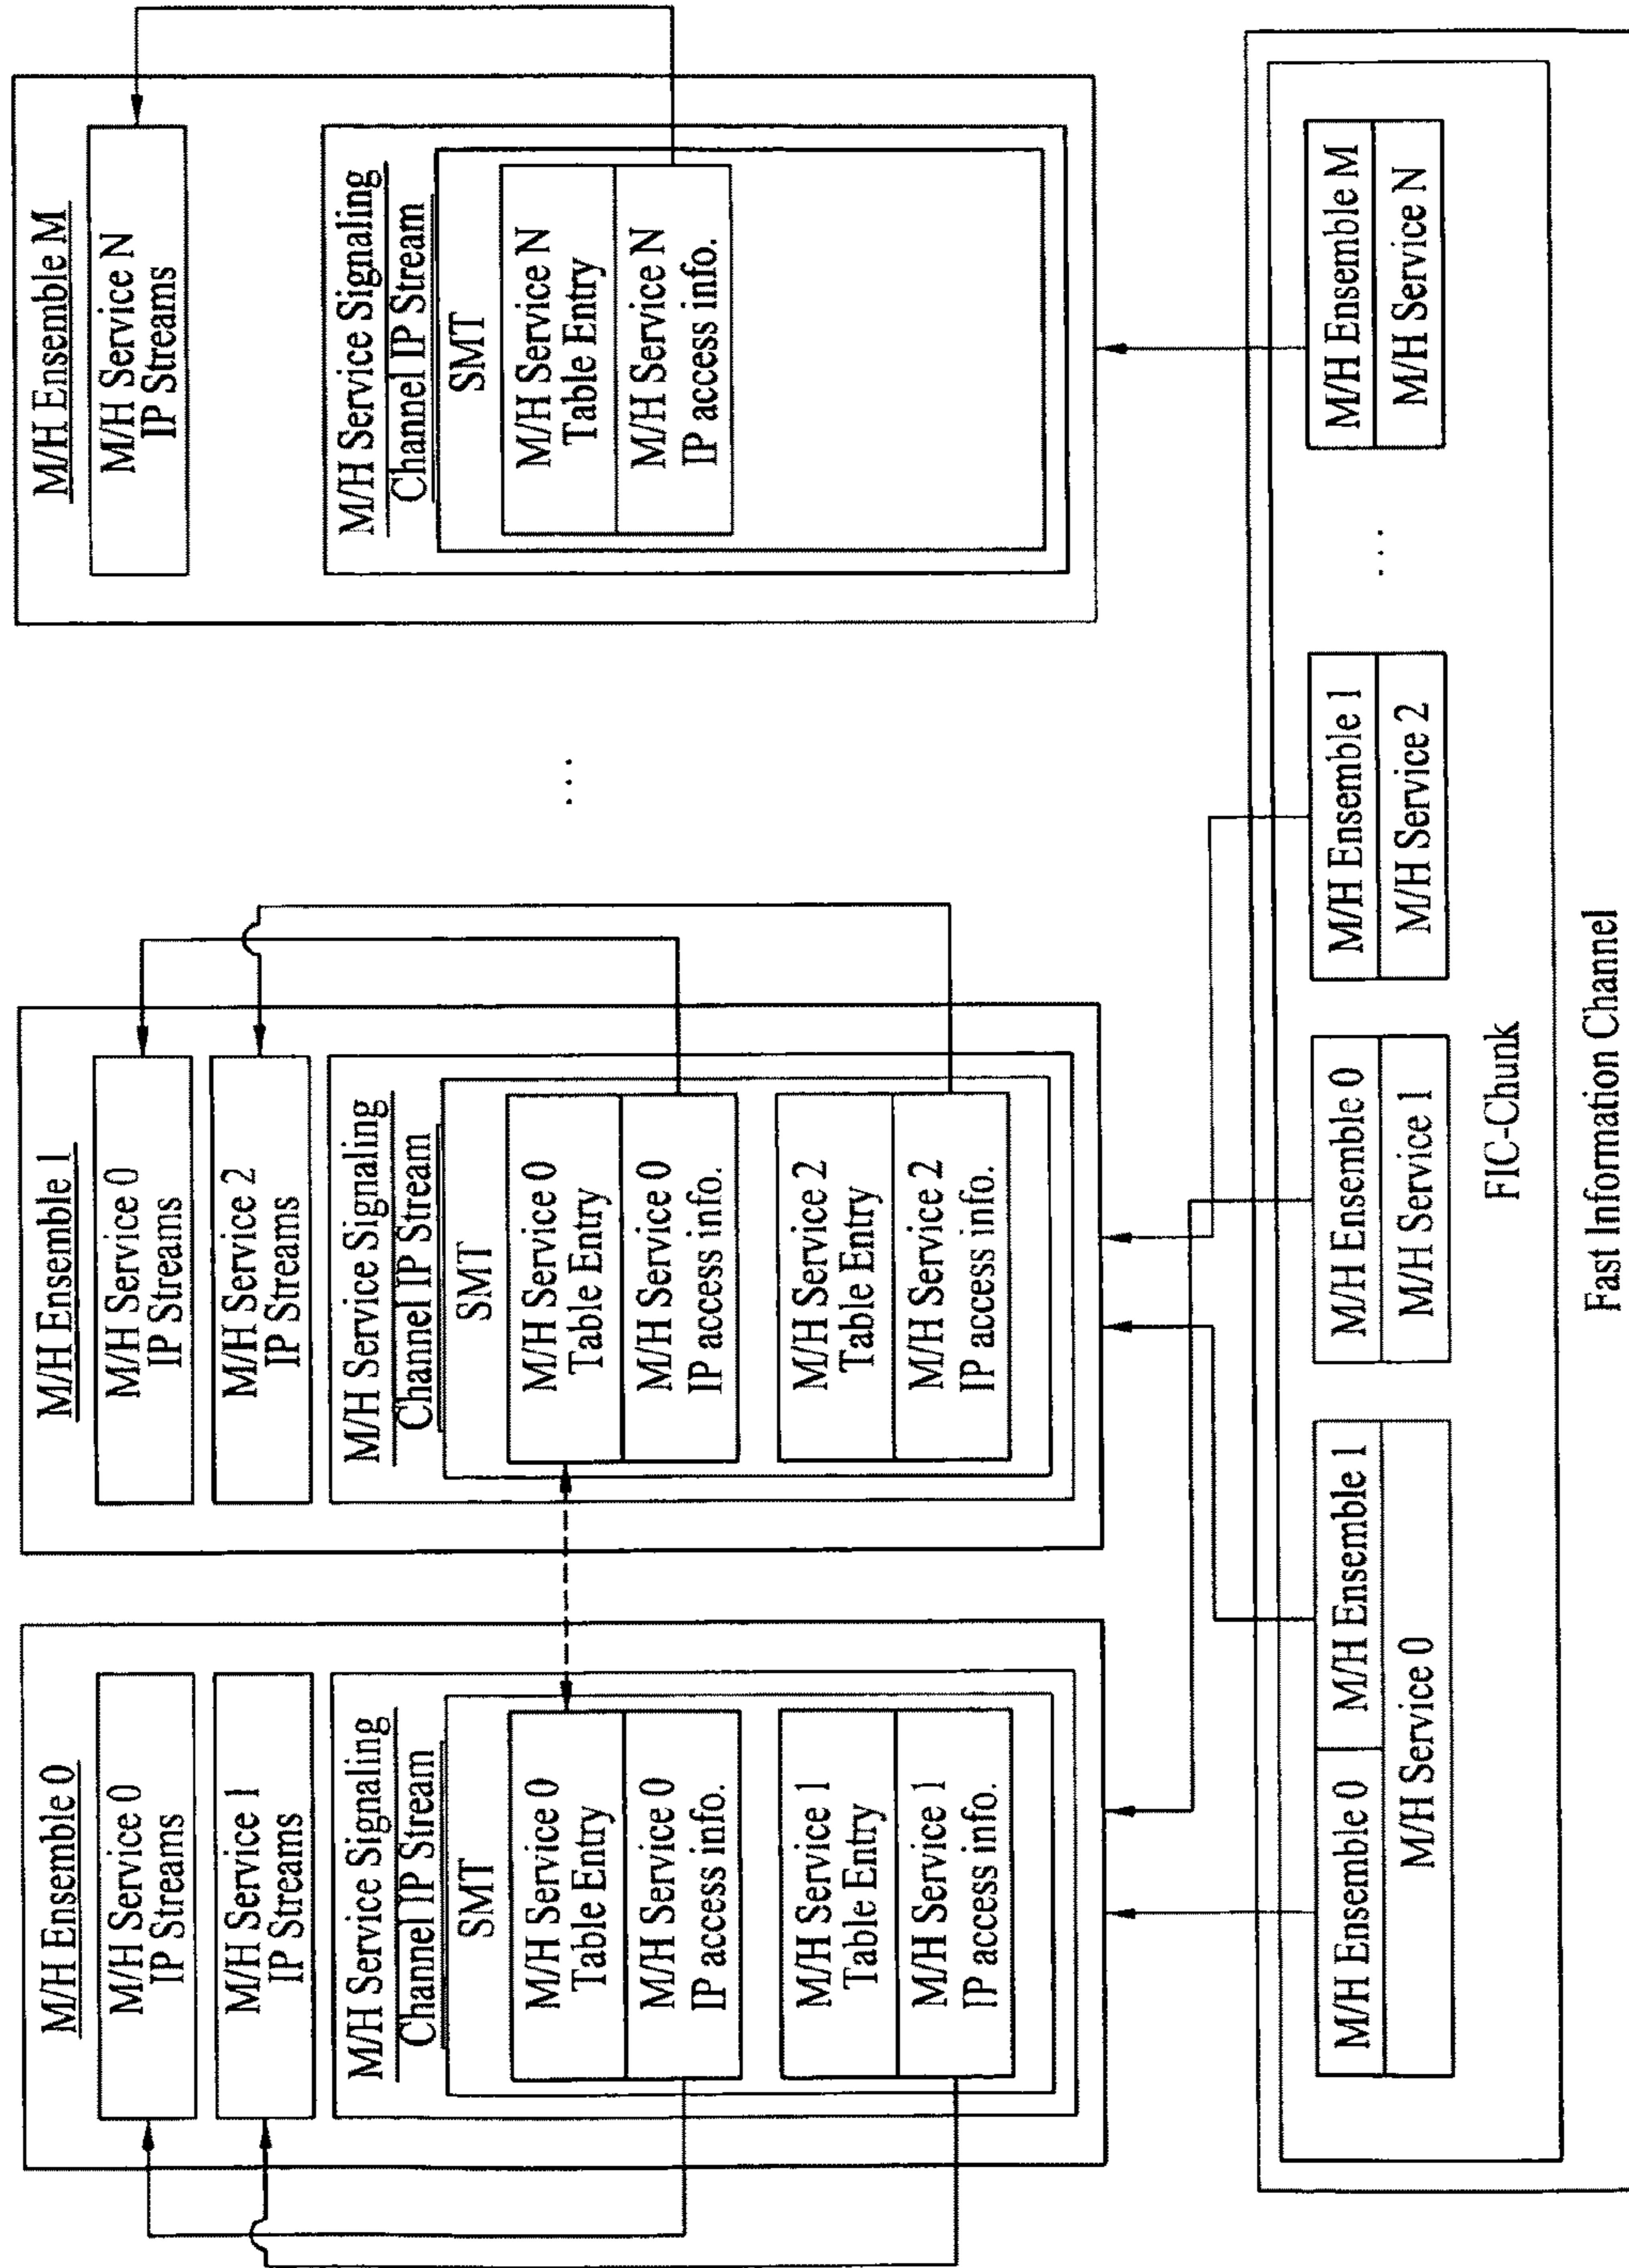 M/H Ensemble 0
M/H Service 0
IP Streams
M/H Service 1
IP Streams
M/H Service Signaling
Channel IP Stream
SMT
M/H Service 0
Table Entry
M/H Service 0
IP access info.
M/H Service 1
Table Entry
M/H Service 1
IP access info.
M/H Ensemble 1
M/H Service 0
IP Streams
M/H Service 2
IP Streams
M/H Service Signaling
Channel IP Stream
SMT
M/H Service 0
Table Entry
M/H Service 0
IP access info.
M/H Service 2
Table Entry
M/H Service 2
IP access info.
...
M/H Ensemble M
M/H Service N
IP Streams
M/H Service Signaling
Channel IP Stream
SMT
M/H Service N
Table Entry
M/H Service N
IP access info.
M/H Ensemble 0
M/H Ensemble 1
M/H Service 0
M/H Ensemble 0
M/H Service 1
M/H Ensemble 1
M/H Service 2
...
M/H Ensemble M
M/H Service N
FIC-Chunk
Fast Information Channel